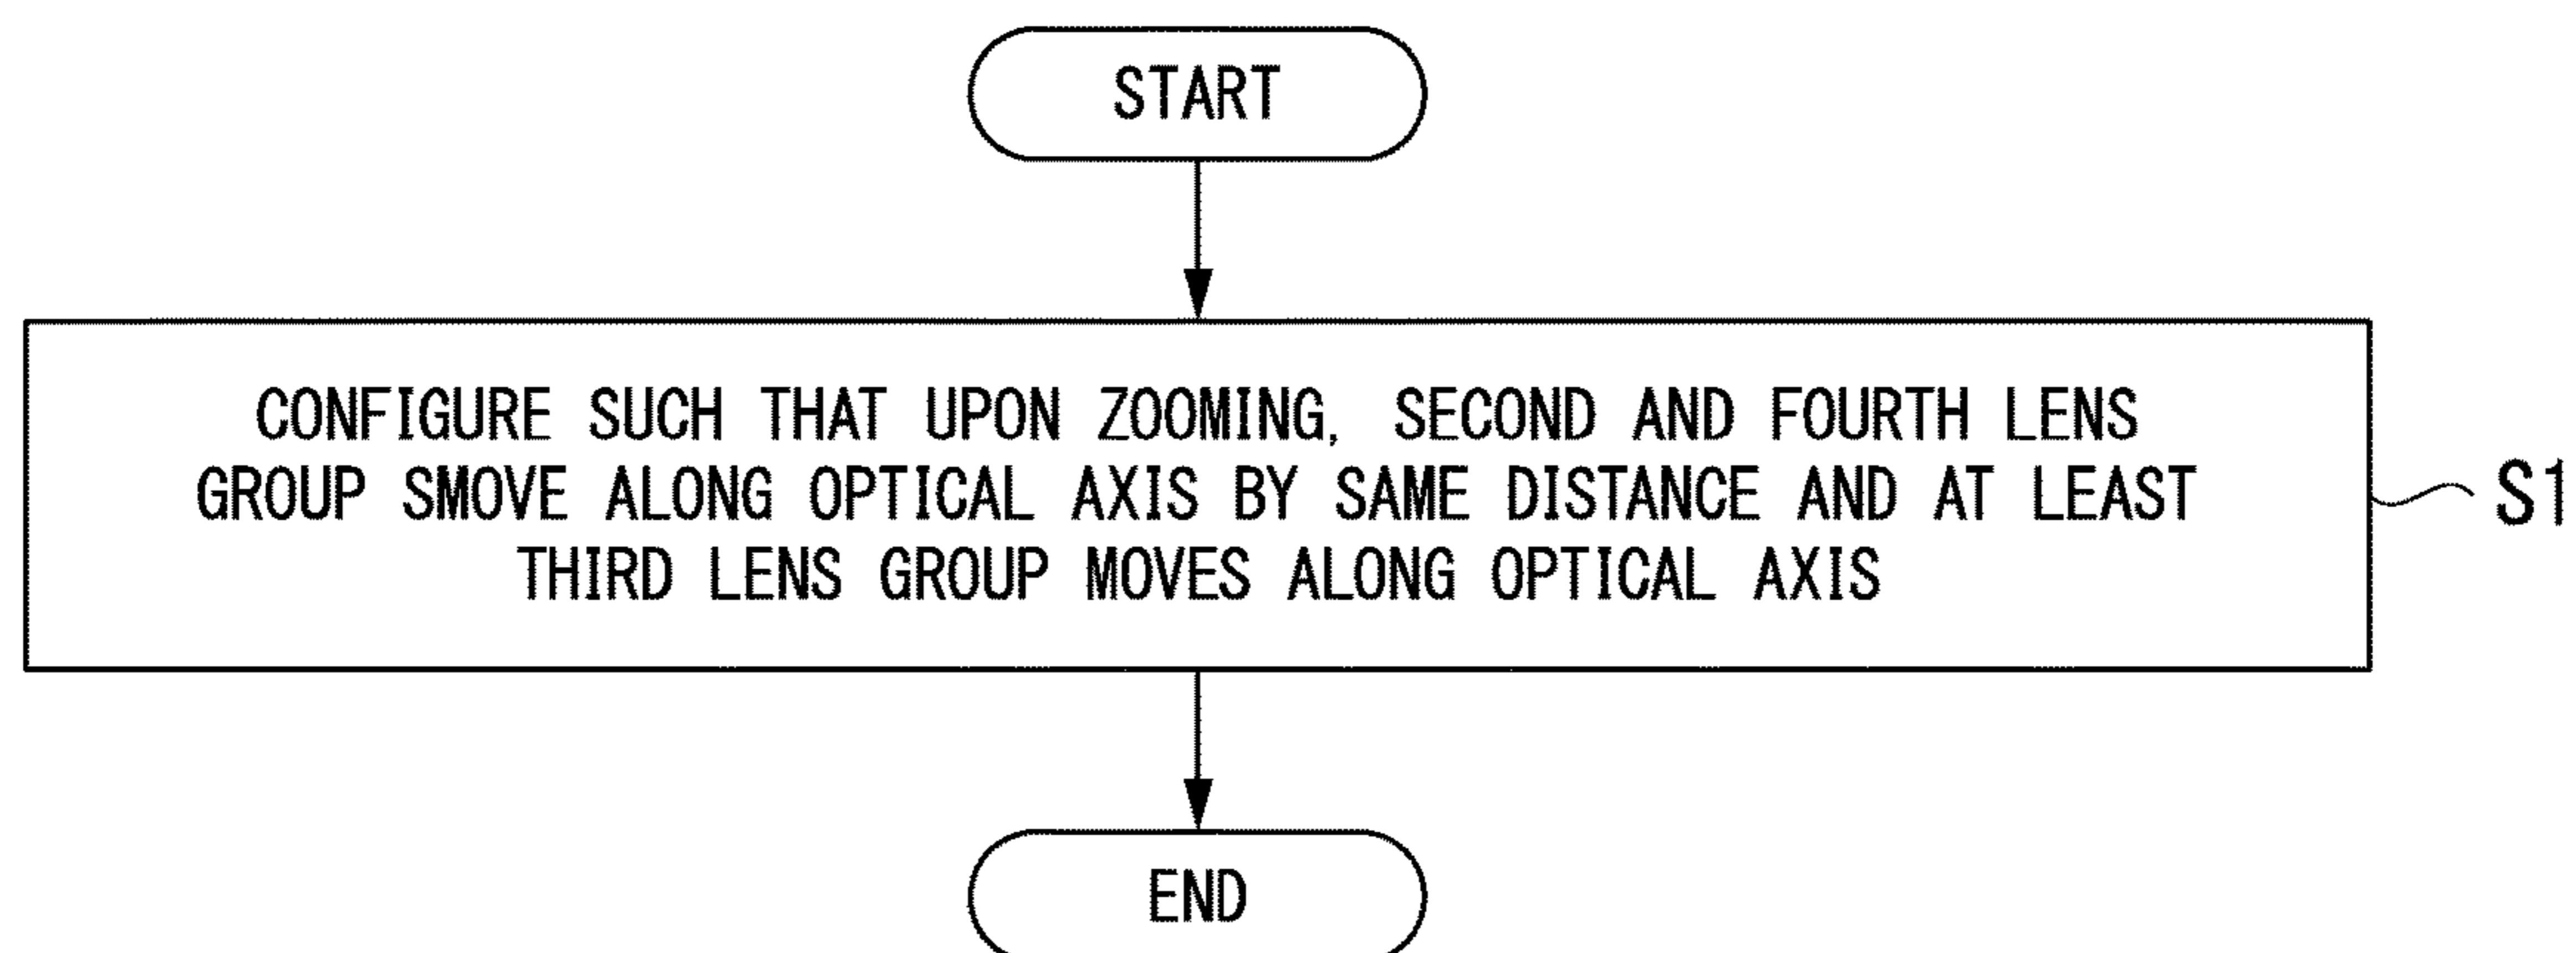 START
CONFIGURE SUCH THAT UPON ZOOMING, SECOND AND FOURTH LENS
GROUP SMOVE ALONG OPTICAL AXIS BY SAME DISTANCE AND AT LEAST
THIRD LENS GROUP MOVES ALONG OPTICAL AXIS
S1
END